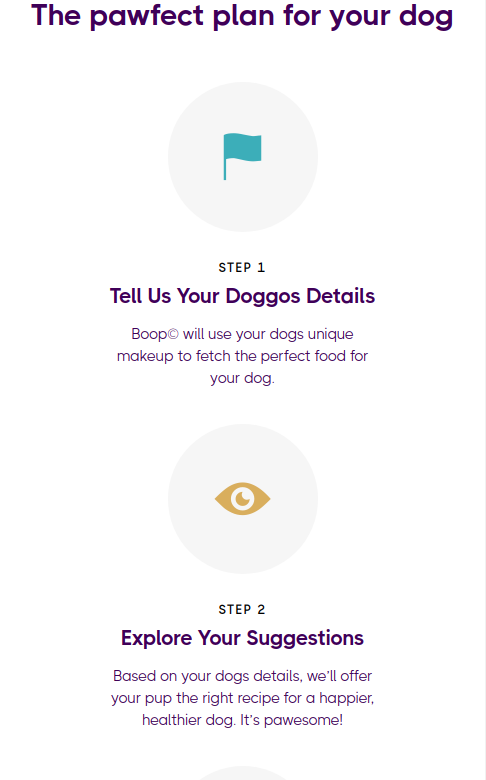 The pawfect plan for your dog
STEP 1
Tell Us Your Doggos Details
Boop© will use your dogs unique
makeup to fetch the perfect food for
your dog.
STEP 2
Explore Your Suggestions
Based on your dogs details, we’ll offer
your pup the right recipe for a happier,
healthier dog. It’s pawesome!